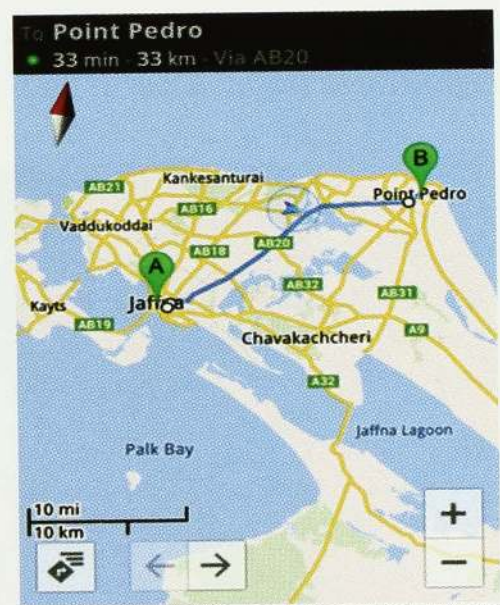 To Point Pedro
33 min - 33 km - Via AB20
B
Kankesanturai
AB21
Point Pedro
AB16
Vaddukoddai
AB18
AB20
A
AB32
AB31
Kayts
Jaffna
AB19
A9
Chavakachcheri
A32
Jaffna Lagoon
Palk Bay
10 mi
10 km